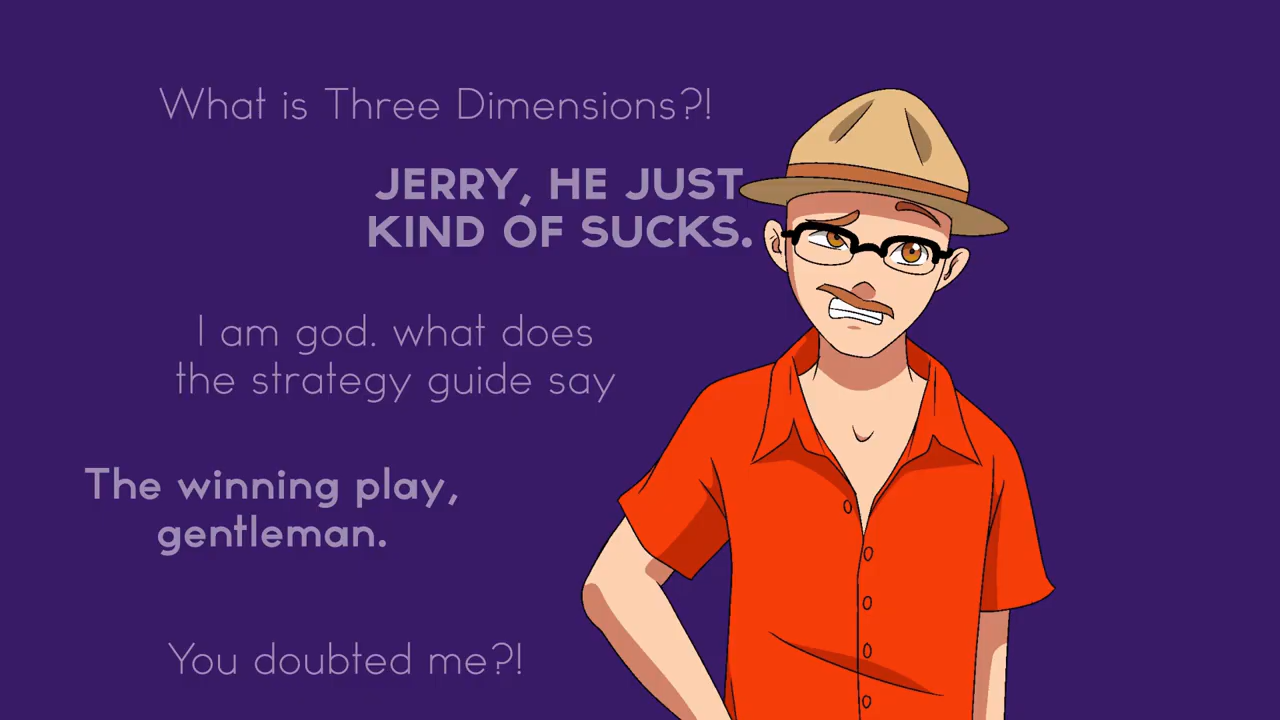 What is Three Dimensions?!
JERRY, HE JUST
KIND OF SUCKS.
I am god. what does
the strategy guide say
The winning play,
gentleman.
You doubted me?!